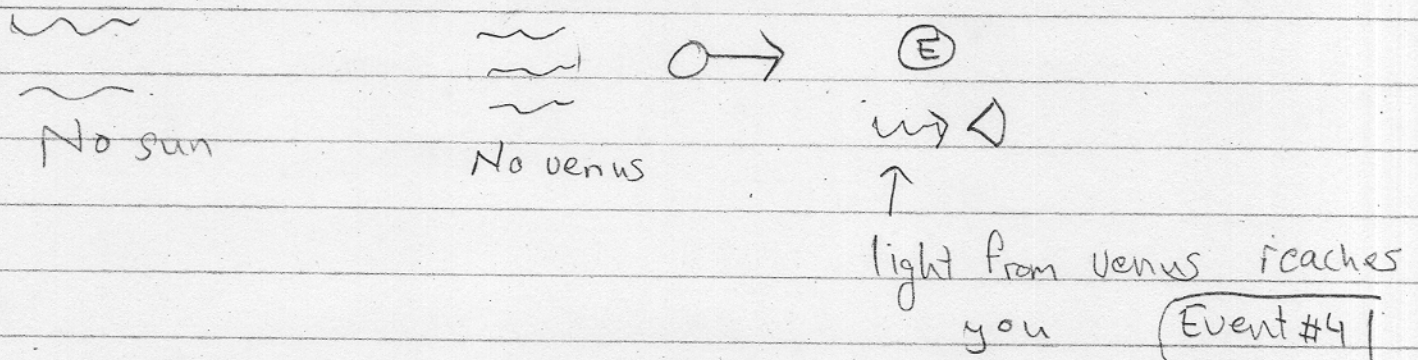 E
No sun
No venus
light from venus reaches
you
Event #4